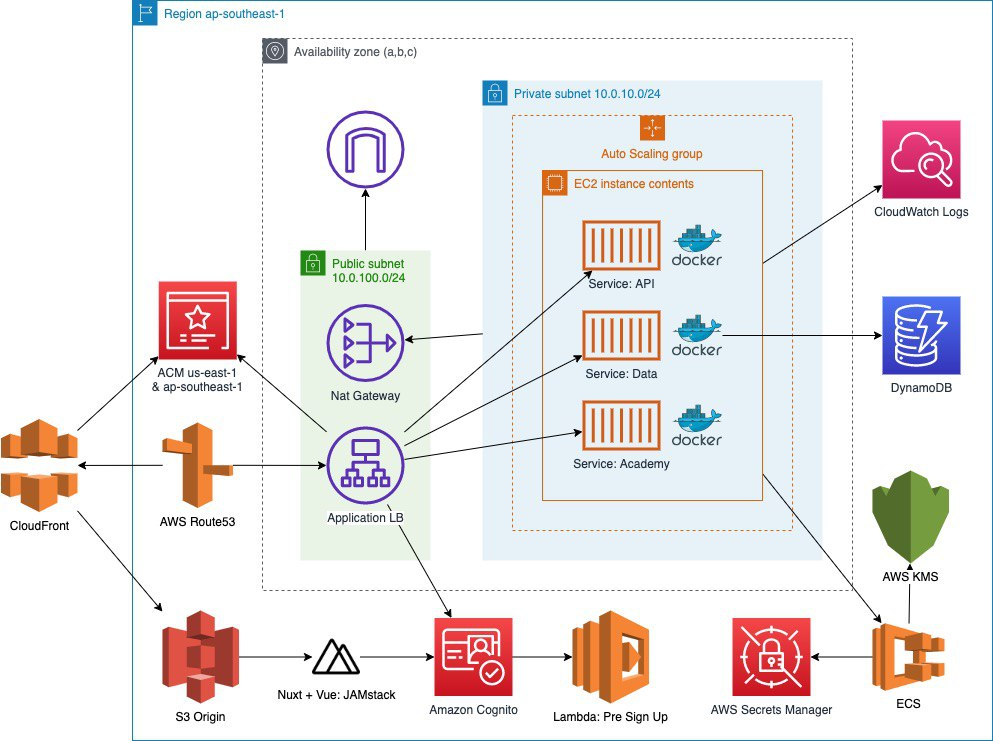 Region ap-southeast-1
Availability zone (a,b,c)
Private subnet 10.0.10.0/24
Auto Scaling group
EC2 instance contents
docker
Service: API
docker
Service: Data
docker
Service: Academy
Public subnet
10.0.100.0/24
Nat Gateway
Application LB
CloudWatch Logs
DynamoDB
ACM us-east-1
& ap-southeast-1
CloudFront
AWS Route53
AWS KMS
S3 Origin
Nuxt + Vue: JAMstack
Amazon Cognito
Lambda: Pre Sign Up
AWS Secrets Manager
ECS